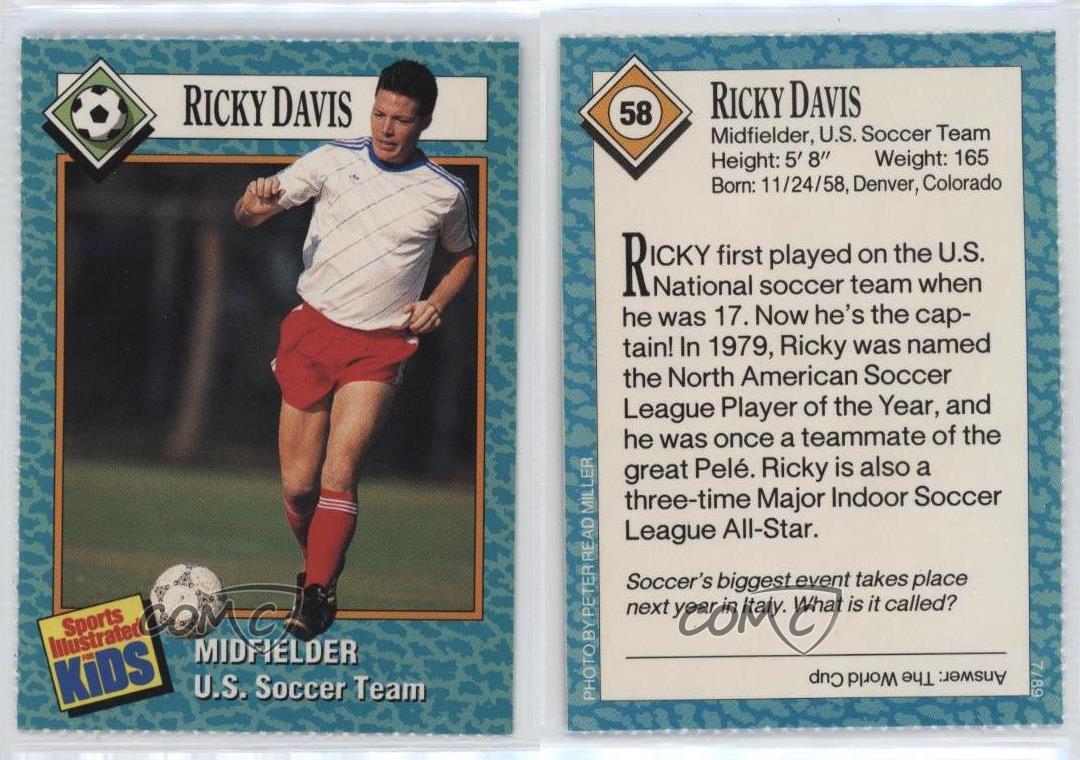 RICKY DAVIS
Sports
Illustrated
FOR
KIDS
MIDFIELDER
U.S. Soccer Team
COMC
58
RICKY DAVIS
Midfielder, U.S. Soccer Team
Height: 5′ 8″ Weight: 165
Born: 11/24/58, Denver, Colorado
RICKY first played on the U.S.
National soccer team when
he was 17. Now he's the cap-
tain! In 1979, Ricky was named
the North American Soccer
League Player of the Year, and
he was once a teammate of the
great Pelé. Ricky is also a
three-time Major Indoor Soccer
League All-Star.
Soccer's biggest event takes place
next year in italy. What is it called?
COMC
Answer: The World Cup
PHOTO BY PETER READ MILLER
7/89